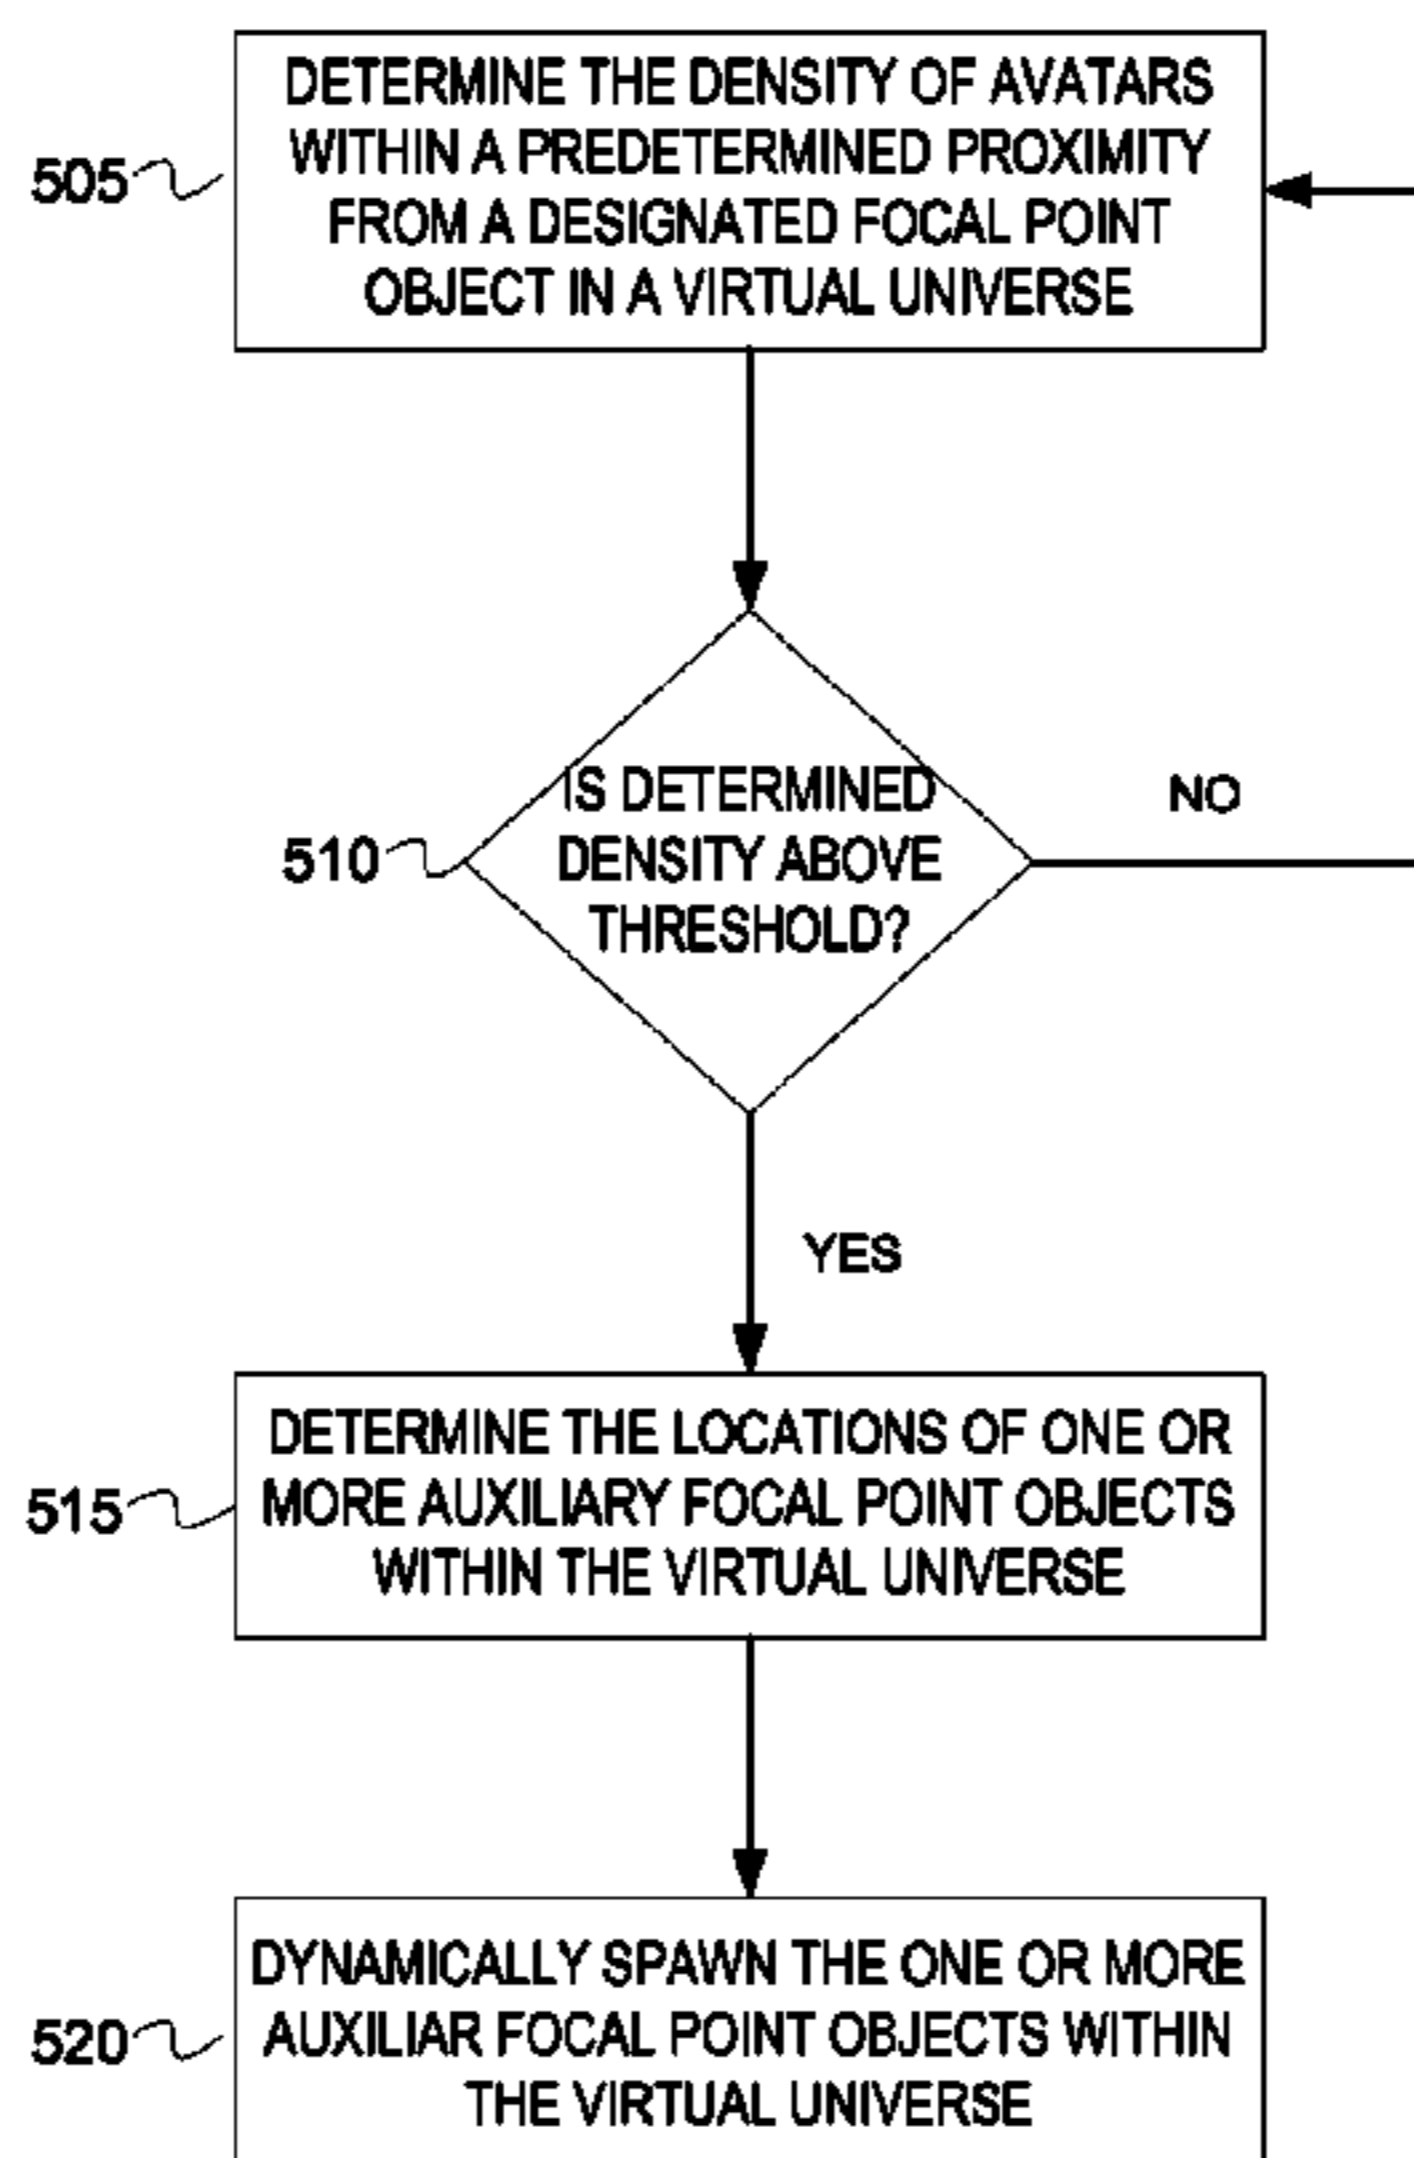 DETERMINE THE DENSITY OF AVATARS
WITHIN A PREDETERMINED PROXIMITY
FROM A DESIGNATED FOCAL POINT
OBJECT IN A VIRTUAL UNIVERSE
505
IS DETERMINED
DENSITY ABOVE
THRESHOLD?
510
NO
YES
DETERMINE THE LOCATIONS OF ONE OR
MORE AUXILIARY FOCAL POINT OBJECTS
WITHIN THE VIRTUAL UNIVERSE
515
DYNAMICALLY SPAWN THE ONE OR MORE
AUXILIAR FOCAL POINT OBJECTS WITHIN
THE VIRTUAL UNIVERSE
520